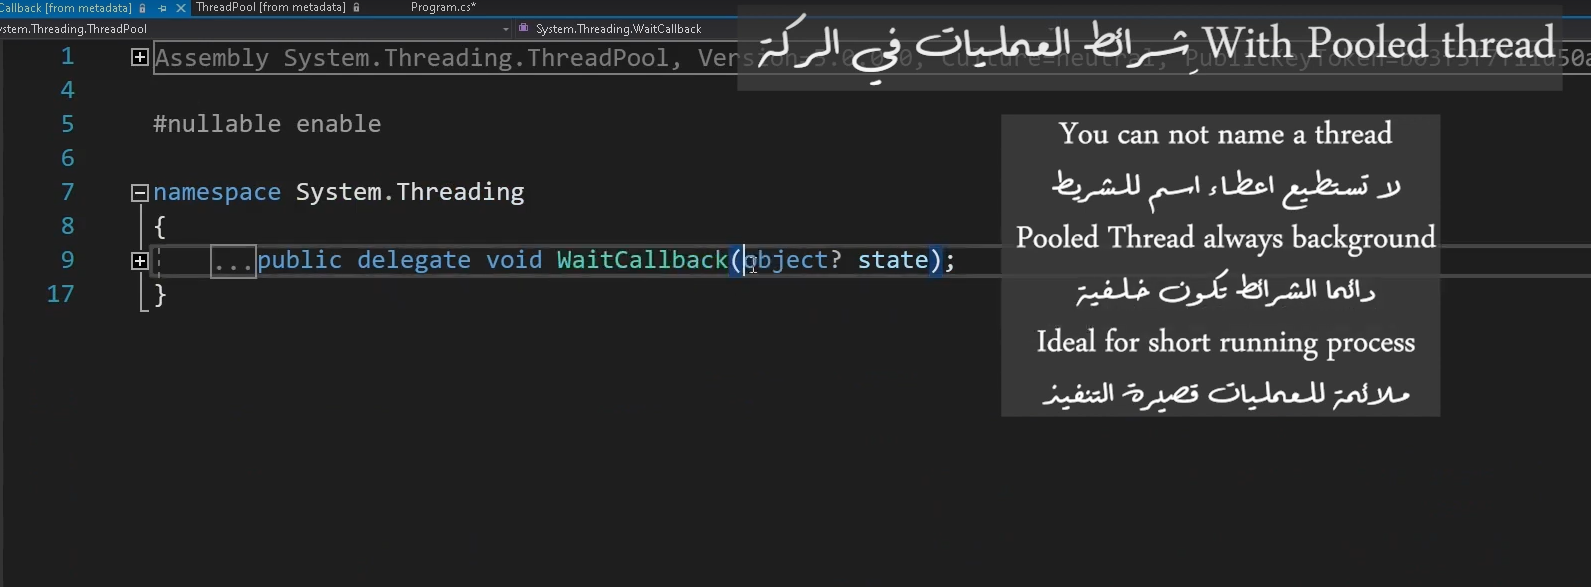 Callback [from metadata]
ThreadPool [from metadata]
Program.cs*
ystem.Threading.ThreadPool
System.Threading.WaitCallback
شرائط العمليات في الركة With Pooled thread
1 Assembly System.Threading.ThreadPool,
4
5 #nullable enable
6
7 namespace System.Threading
8 {
9 ...public delegate void WaitCallback(object? state);
17 }
You can not name a thread
لا تستطيع اعطاء اسم للشريط
Pooled Thread always background
دائما الشرائط تكون خلفية
Ideal for short running process
ملائمة للعمليات قصيرة التنفيذ